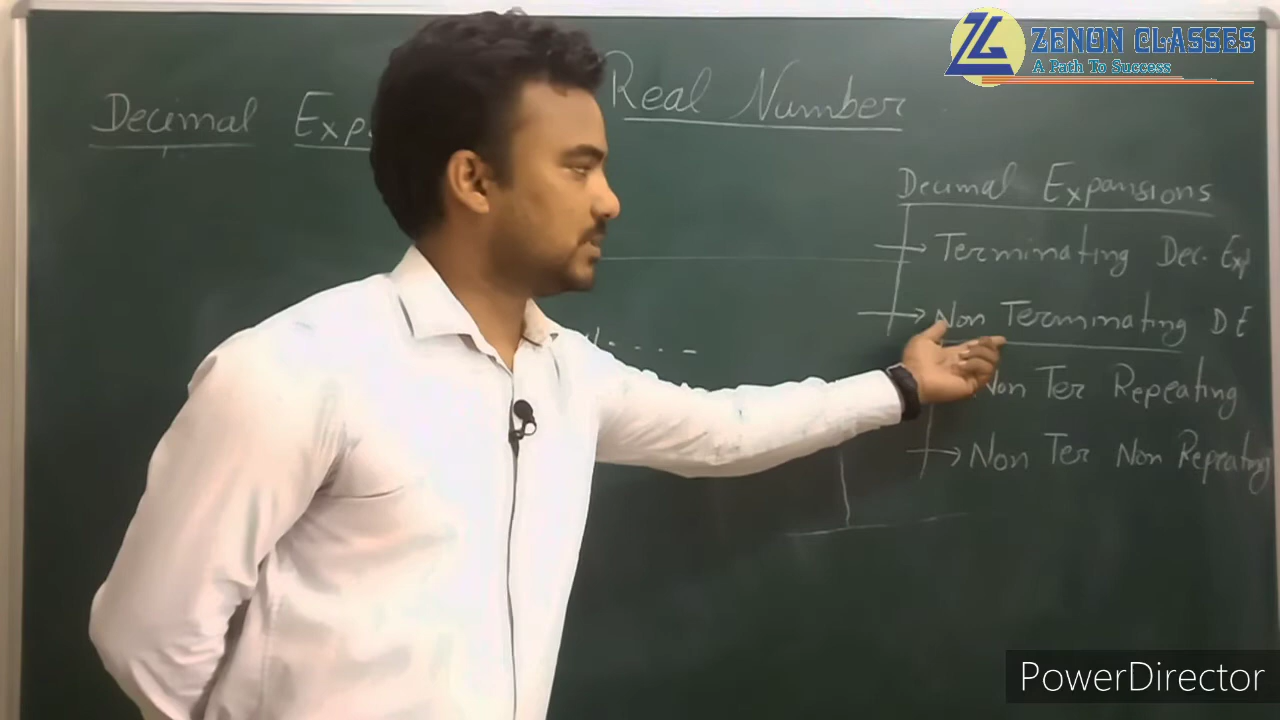 ZENON CLASSES
A Path To Success
Decimal Exp Real Number
Decimal Expansions
Terminating Dec. Exp
Non Terminating D E
Non Ter Repeating
Non Ter Non Repeating
PowerDirector